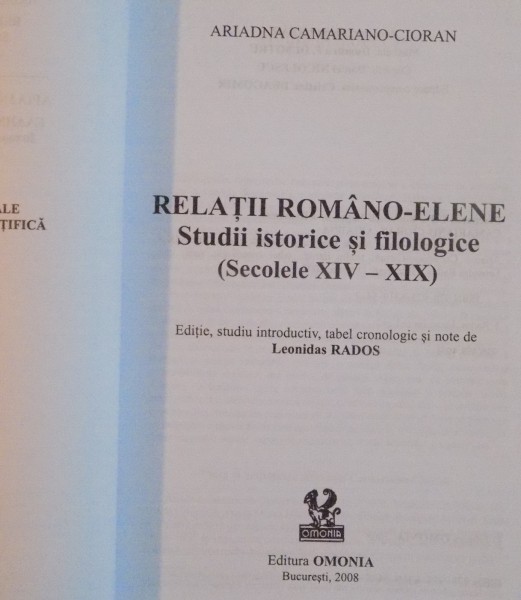 ARIADNA CAMARIANO-CIORAN
ALE
ȚIFICĂ
RELAȚII ROMÂNO-ELENE
Studii istorice și filologice
(Secolele XIV – XIX)
Ediție, studiu introductiv, tabel cronologic și note de
Leonidas RADOS
OMONIA
Editura OMONIA
București, 2008